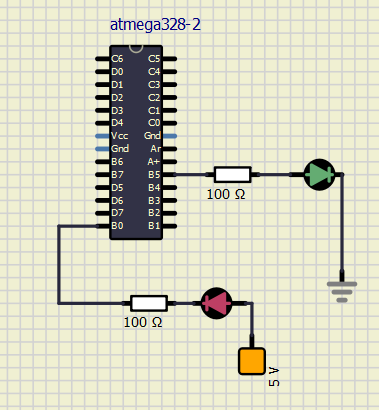 atmega328-2
C6 C5
D0 C4
D1 C3
D2 C2
D3 C1
D4 C0
Vcc Gnd
Gnd Ar
B6 A+
B7 B5
D5 B4
D6 B3
D7 B2
B0 B1
100 Ω
100 Ω
5 V